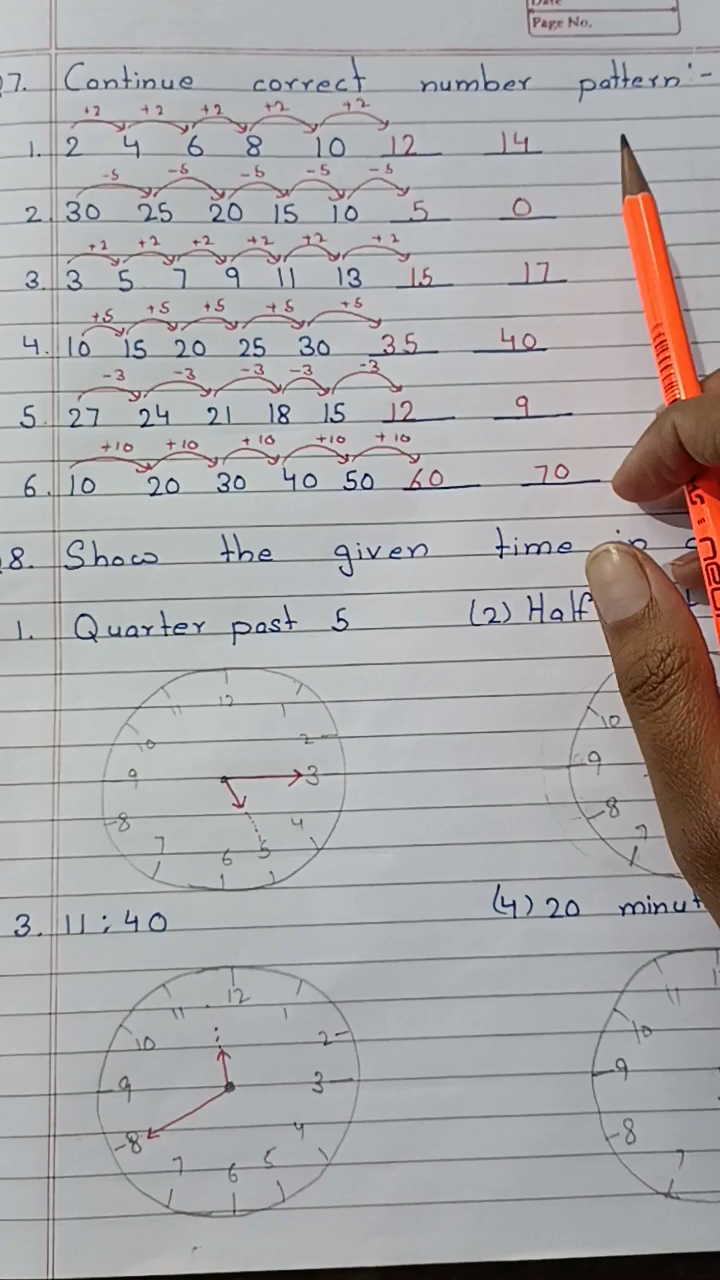 Page No.
7. Continue correct number pattern :-
+2 +2 +2 +2 +2
1. 2 4 6 8 10 12 14
-5 -5 -5 -5 -5
2. 30 25 20 15 10 5 0
+2 +2 +2 +2 +2 +2
3. 3 5 7 9 11 13 15 17
+5 +5 +5 +5 +5
4. 10 15 20 25 30 35 40
-3 -3 -3 -3 -3
5. 27 24 21 18 15 12 9
+10 +10 +10 +10 +10
6. 10 20 30 40 50 60 70
8. Show the given time in
1. Quarter past 5 (2) Half
12
11 1
10 2
9 3
8 4
7 6 5
10
9
8
7
3. 11:40 (4) 20
12
11 1
10 2
9 3
8 4
7 6 5
11
10
9
8
7